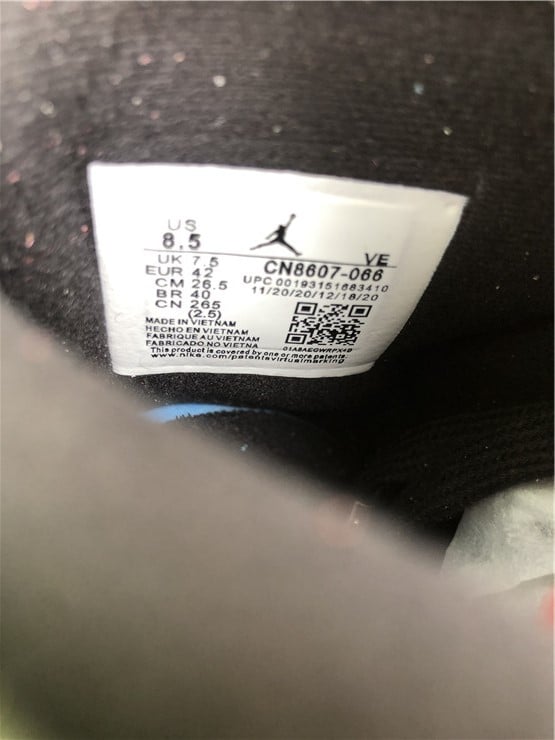 US
8.5
UK 7.5
EUR 42
CM 26.5
BR 40
CN 265
(2.5)
VE
CN8607-066
UPC 00193151683410
11/20/20/12/18/20
MADE IN VIETNAM
HECHO EN VIETNAM
FABRIQUE AU VIETNAM
FABRICADO NO VIETNA
This product is covered by one or more patents.
www.nike.com/patentsvirtualmarking